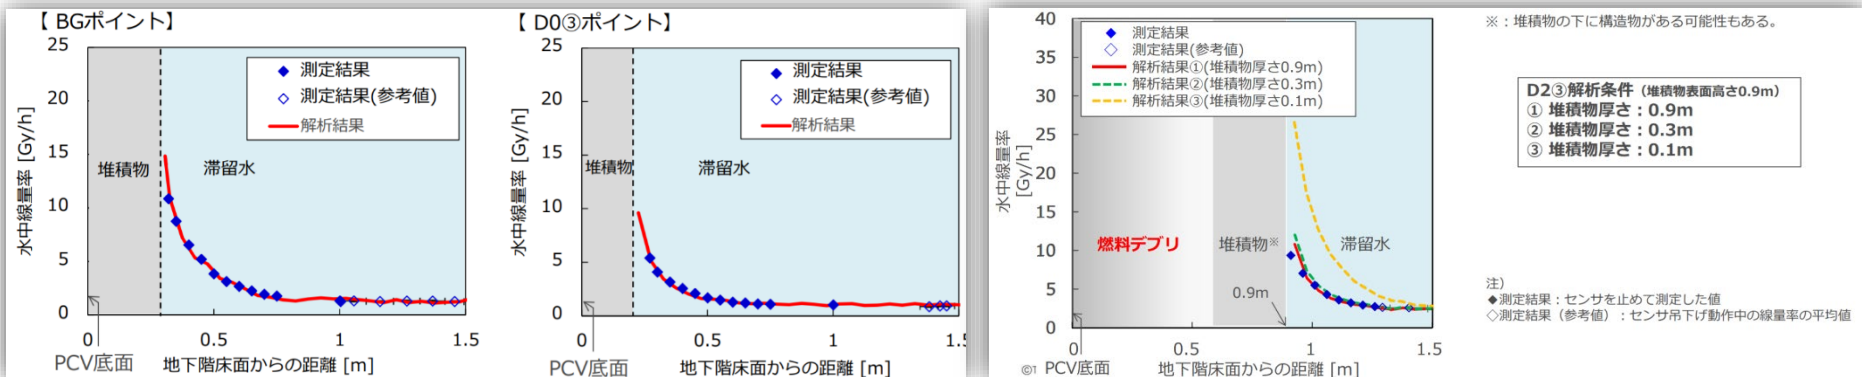 【 BGポイント】
25
20
15
10
5
0
水中線量率 [Gy/h]
測定結果
測定結果(参考値)
解析結果
堆積物
滞留水
0
0.5
1
1.5
PCV底面
地下階床面からの距離 [m]
【 D0③ポイント】
25
20
15
10
5
0
水中線量率 [Gy/h]
測定結果
測定結果(参考値)
解析結果
堆積物
滞留水
0
0.5
1
1.5
PCV底面
地下階床面からの距離 [m]
40
35
30
25
20
15
10
5
0
水中線量率
[Gy/h]
測定結果
測定結果(参考値)
解析結果①(堆積物厚さ0.9m)
解析結果②(堆積物厚さ0.3m)
解析結果③(堆積物厚さ0.1m)
燃料デブリ
堆積物※
滞留水
0.9m
0
0.5
1
1.5
PCV底面
地下階床面からの距離 [m]
※：堆積物の下に構造物がある可能性もある。
D2③解析条件（堆積物表面高さ0.9m）
① 堆積物厚さ：0.9m
② 堆積物厚さ：0.3m
③ 堆積物厚さ：0.1m
注）
◆測定結果：センサを止めて測定した値
◇測定結果（参考値）：センサ吊下げ動作中の線量率の平均値